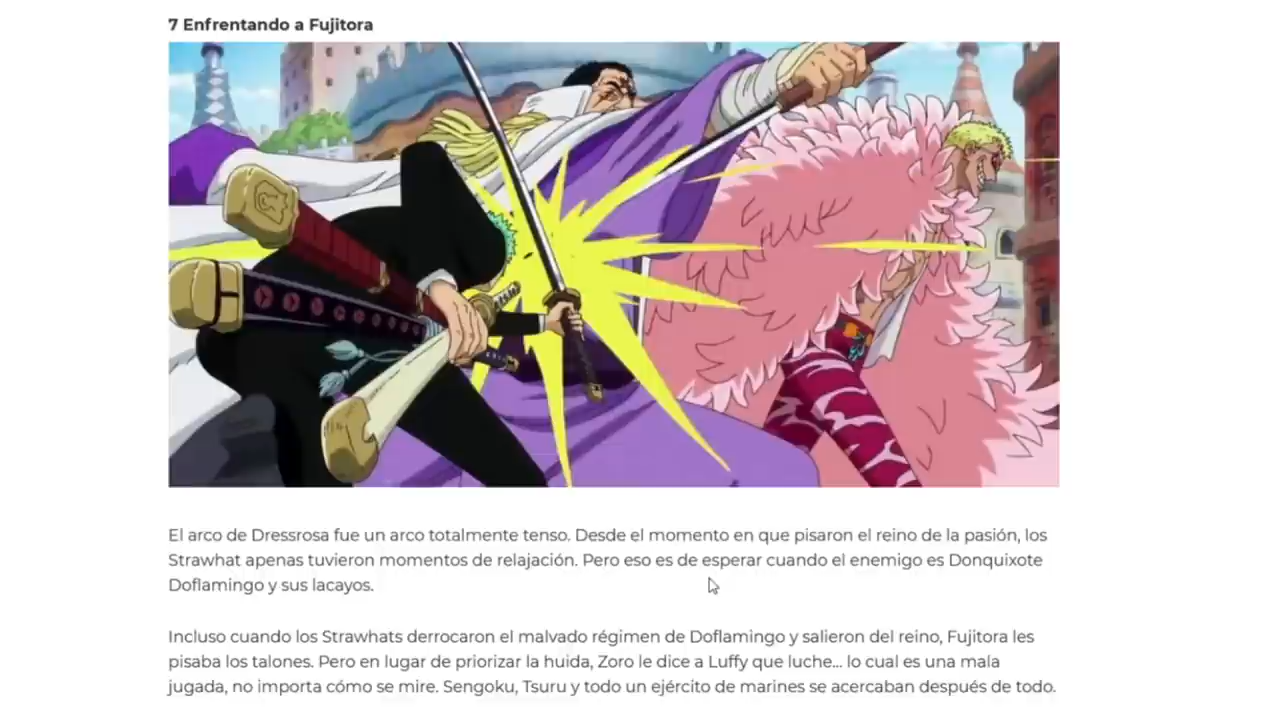 7 Enfrentando a Fujitora
El arco de Dressrosa fue un arco totalmente tenso. Desde el momento en que pisaron el reino de la pasión, los
Strawhat apenas tuvieron momentos de relajación. Pero eso es de esperar cuando el enemigo es Donquixote
Doflamingo y sus lacayos.
Incluso cuando los Strawhats derrocaron el malvado régimen de Doflamingo y salieron del reino, Fujitora les
pisaba los talones. Pero en lugar de priorizar la huida, Zoro le dice a Luffy que luche... lo cual es una mala
jugada, no importa cómo se mire. Sengoku, Tsuru y todo un ejército de marines se acercaban después de todo.